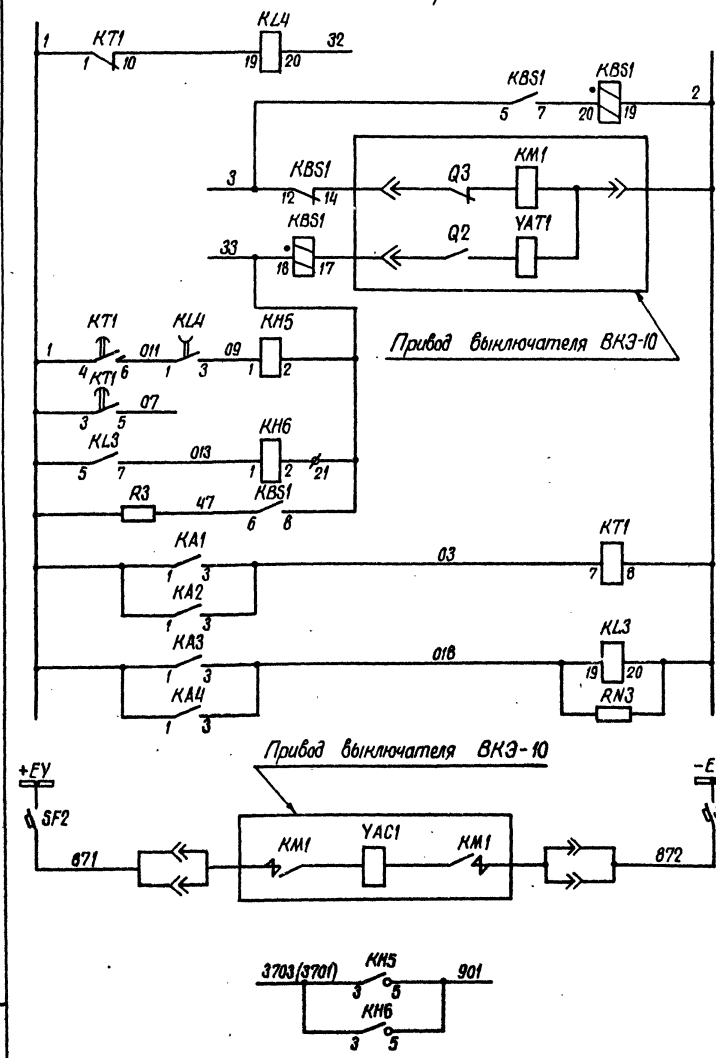 1 KT1 KL4 32
1 10 19 20
KBS1 KBS1 2
5 7 20 19
3 KBS1 Q3 KM1
12 14
33 KBS1 Q2 YAT1
18 17
Привод выключателя ВКЭ-10
1 KT1 011 KL4 09 KH5
4 6 1 3 1 2
KT1 07
3 5
KL3 013 KH6
5 7 1 2 21
R3 47 KBS1
6 8
KA1 03 KT1
1 3 7 8
KA2
1 3
KA3 018 KL3
1 3 19 20
KA4 RN3
1 3
Привод выключателя ВКЭ-10
+EY -E
SF2
871 KM1 YAC1 KM1 872
3703(3701) KH5 901
3 5
KH6
3 5